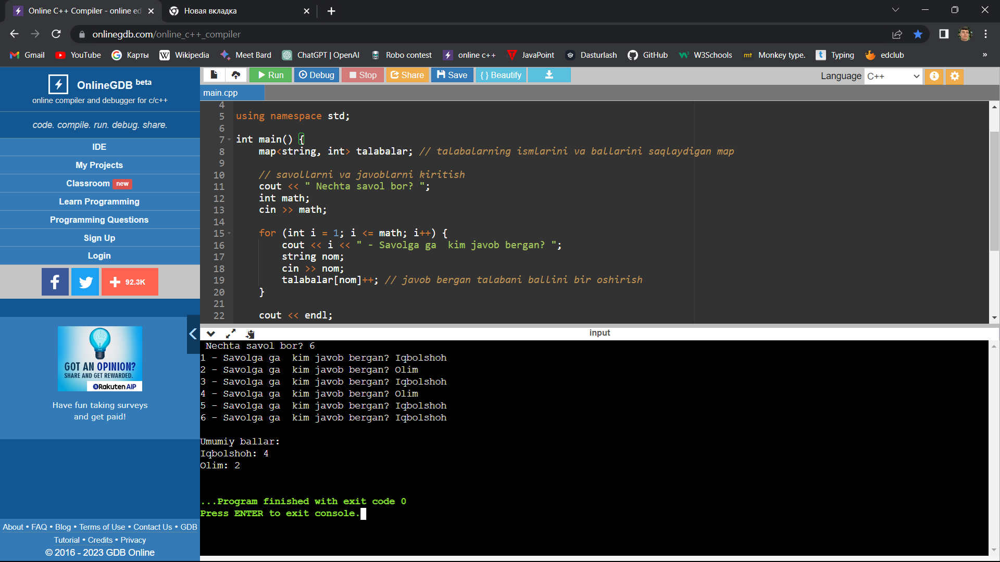 Online C++ Compiler - online ed
Новая вкладка
onlinegdb.com/online_c++_compiler
Gmail YouTube Карты Wikipedia Meet Bard ChatGPT | OpenAI Robo contest online c++ JavaPoint Dasturlash GitHub W3Schools Monkey type. Typing edclub »
OnlineGDB beta
online compiler and debugger for c/c++
code. compile. run. debug. share.
IDE
My Projects
Classroom new
Learn Programming
Programming Questions
Sign Up
Login
+ 92.3K
GOT AN OPINION?
SHARE AND GET REWARDED.
Rakuten AIP
Have fun taking surveys
and get paid!
About • FAQ • Blog • Terms of Use • Contact Us • GDB
Tutorial • Credits • Privacy
© 2016 - 2023 GDB Online
Run Debug Stop Share Save { } Beautify
Language C++
main.cpp
4
5 using namespace std;
6
7 int main() {
8 map<string, int> talabalar; // talabalarning ismlarini va ballarini saqlaydigan map
9
10 // savollarni va javoblarni kiritish
11 cout << " Nechta savol bor? ";
12 int math;
13 cin >> math;
14
15 for (int i = 1; i <= math; i++) {
16 cout << i << " - Savolga ga  kim javob bergan? ";
17 string nom;
18 cin >> nom;
19 talabalar[nom]++; // javob bergan talabani ballini bir oshirish
20 }
21
22 cout << endl;
input
Nechta savol bor? 6
1 - Savolga ga  kim javob bergan? Iqbolshoh
2 - Savolga ga  kim javob bergan? Olim
3 - Savolga ga  kim javob bergan? Iqbolshoh
4 - Savolga ga  kim javob bergan? Olim
5 - Savolga ga  kim javob bergan? Iqbolshoh
6 - Savolga ga  kim javob bergan? Iqbolshoh
Umumiy ballar:
Iqbolshoh: 4
Olim: 2
...Program finished with exit code 0
Press ENTER to exit console.